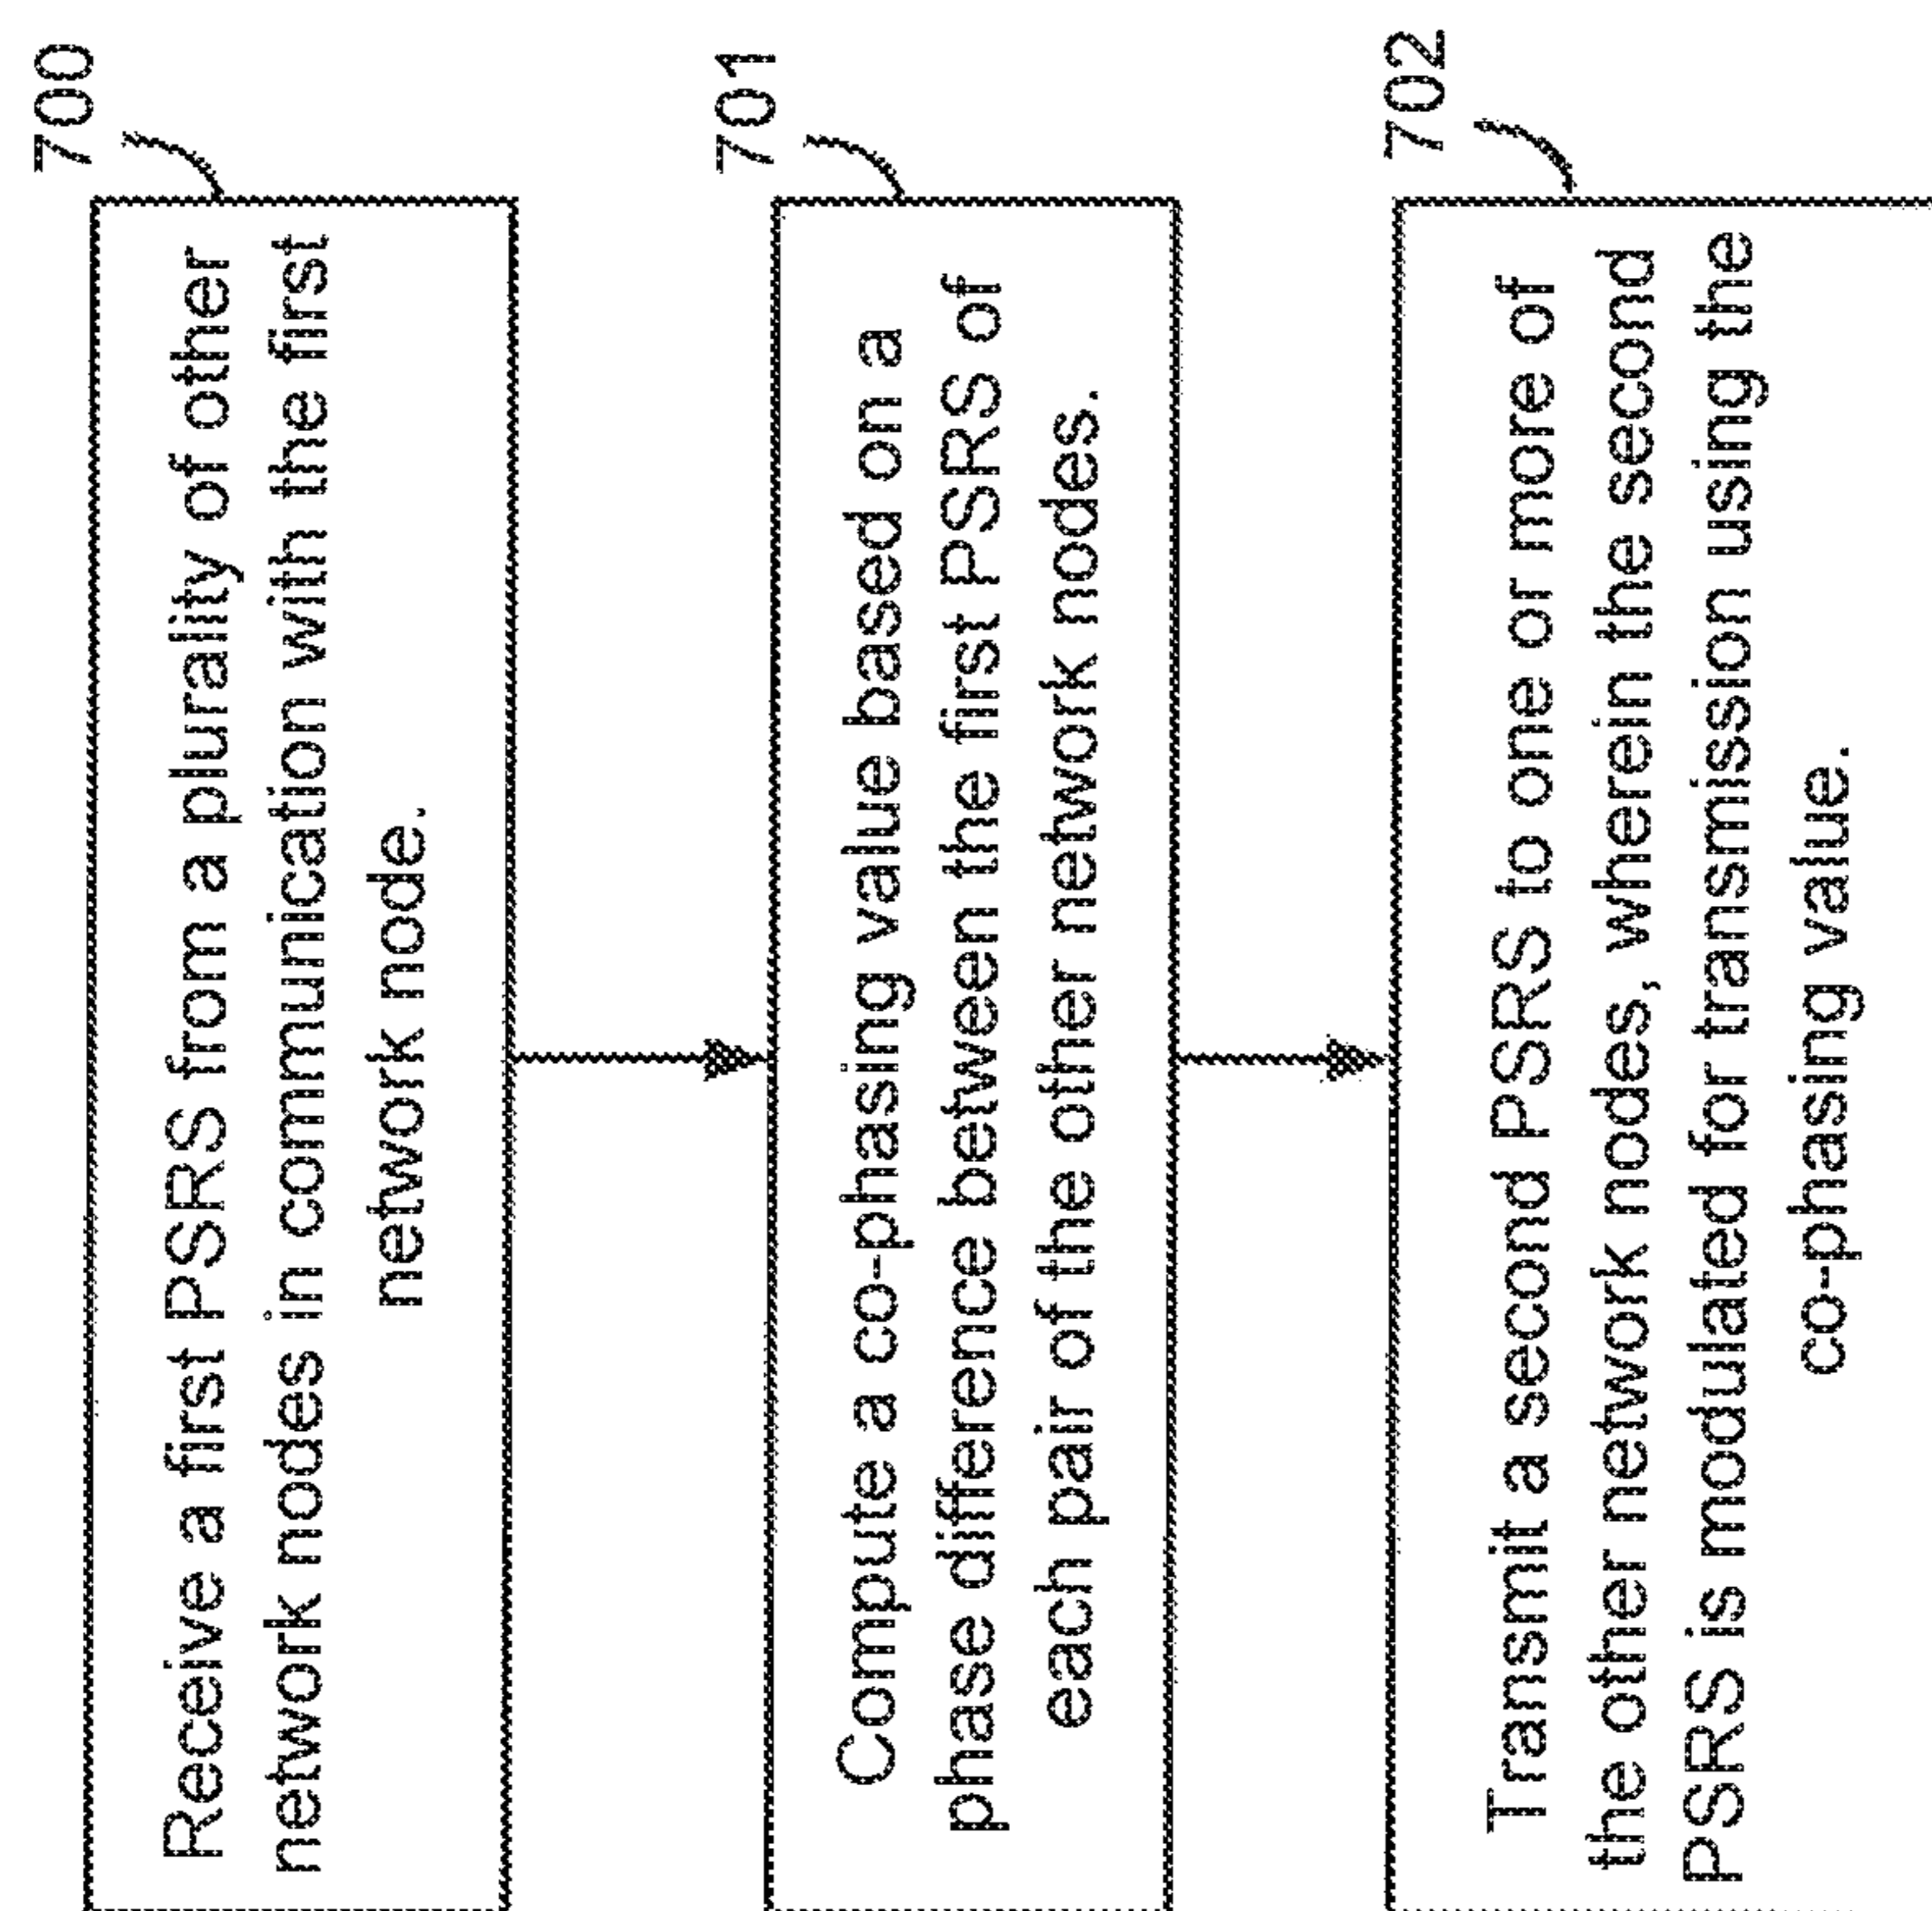 700
Receive a first PSRS from a plurality of other
network nodes in communication with the first
network node.
701
Compute a co-phasing value based on a
phase difference between the first PSRS of
each pair of the other network nodes.
702
Transmit a second PSRS to one or more of
the other network nodes, wherein the second
PSRS is modulated for transmission using the
co-phasing value.